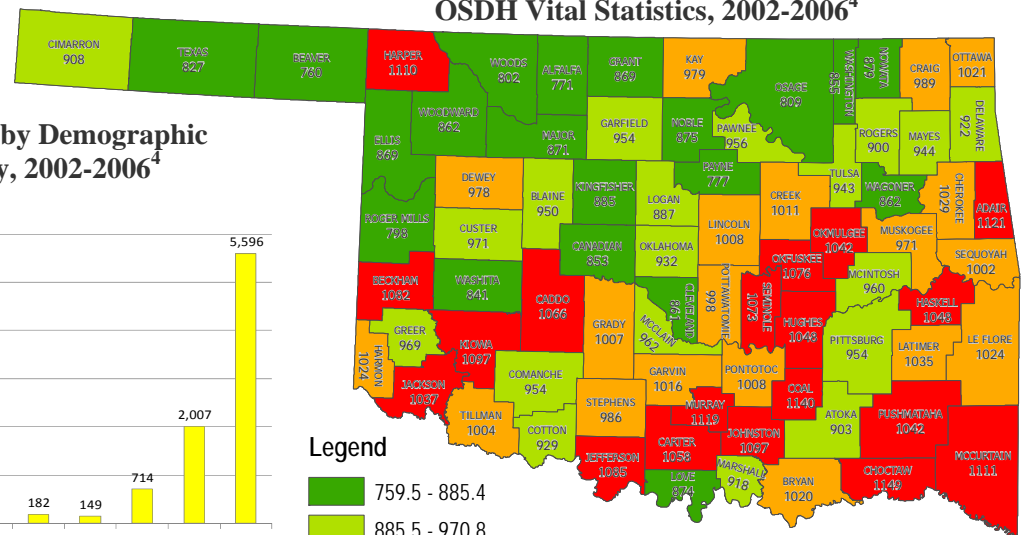 OSDH Vital Statistics, 2002-2006⁴
by Demographic
y, 2002-2006⁴
5,596
2,007
714
182
149
CIMARRON
908
TEXAS
827
BEAVER
760
HARPER
1110
WOODS
802
ALFALFA
771
GRANT
869
KAY
979
OSAGE
809
WASHINGTON
NOWATA
879
CRAIG
989
OTTAWA
1021
DELAWARE
922
ELLIS
869
WOODWARD
862
MAJOR
871
GARFIELD
954
NOBLE
875
PAWNEE
956
ROGERS
900
MAYES
944
ROGER MILLS
798
DEWEY
978
CUSTER
971
BLAINE
950
KINGFISHER
885
LOGAN
887
PAYNE
777
CREEK
1011
TULSA
943
WAGONER
862
CHEROKEE
1029
ADAIR
1121
CANADIAN
853
OKLAHOMA
932
LINCOLN
1008
OKMULGEE
1042
MUSKOGEE
971
SEQUOYAH
1002
BECKHAM
1082
WASHITA
841
CADDO
1066
OKFUSKEE
1076
MCINTOSH
960
HASKELL
1048
GREER
969
HARMON
1024
KIOWA
1097
GRADY
1007
MCCLAIN
962
CLEVELAND
861
POTTAWATOMIE
998
SEMINOLE
1073
HUGHES
1048
PITTSBURG
954
LATIMER
1035
LE FLORE
1024
JACKSON
1037
COMANCHE
954
TILLMAN
1004
COTTON
929
STEPHENS
986
GARVIN
1016
PONTOTOC
1008
COAL
1140
ATOKA
903
PUSHMATAHA
1042
MCCURTAIN
1111
MURRAY
1119
JEFFERSON
1085
CARTER
1058
JOHNSTON
1097
LOVE
874
MARSHALL
918
BRYAN
1020
CHOCTAW
1149
Legend
759.5 - 885.4
885.5 - 970.8